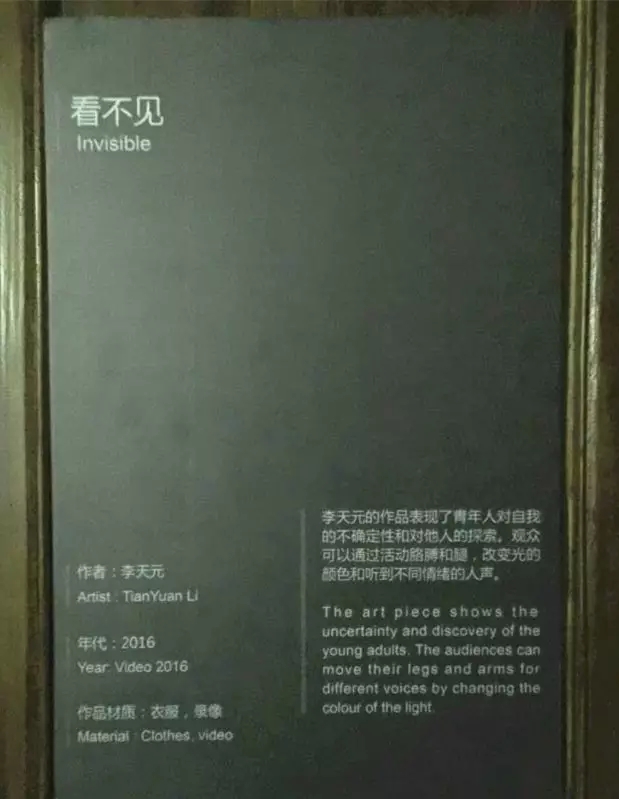 看不见
Invisible
作者：李天元
Artist : TianYuan Li
年代：2016
Year: Video 2016
作品材质：衣服，录像
Material : Clothes, video
李天元的作品表现了青年人对自我
的不确定性和对他人的探索。观众
可以通过活动胳膊和腿，改变光的
颜色和听到不同情绪的人声。
The art piece shows the
uncertainty and discovery of the
young adults. The audiences can
move their legs and arms for
different voices by changing the
colour of the light.